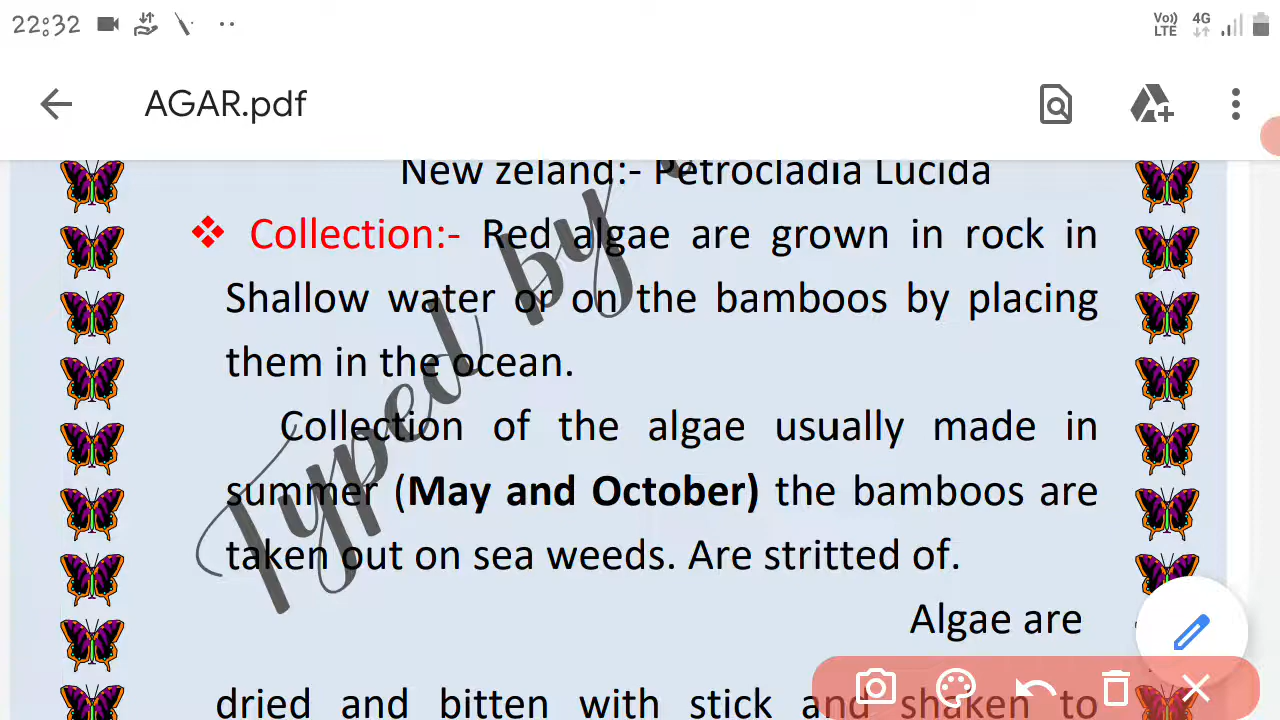 22:32
Vo)) LTE 4G
AGAR.pdf
New zeland:- Petrocladia Lucida
❖ Collection:- Red algae are grown in rock in
Shallow water or on the bamboos by placing
them in the ocean.
Collection of the algae usually made in
summer (May and October) the bamboos are
taken out on sea weeds. Are stritted of.
Algae are
dried and bitten with stick and shaken to
Typed by